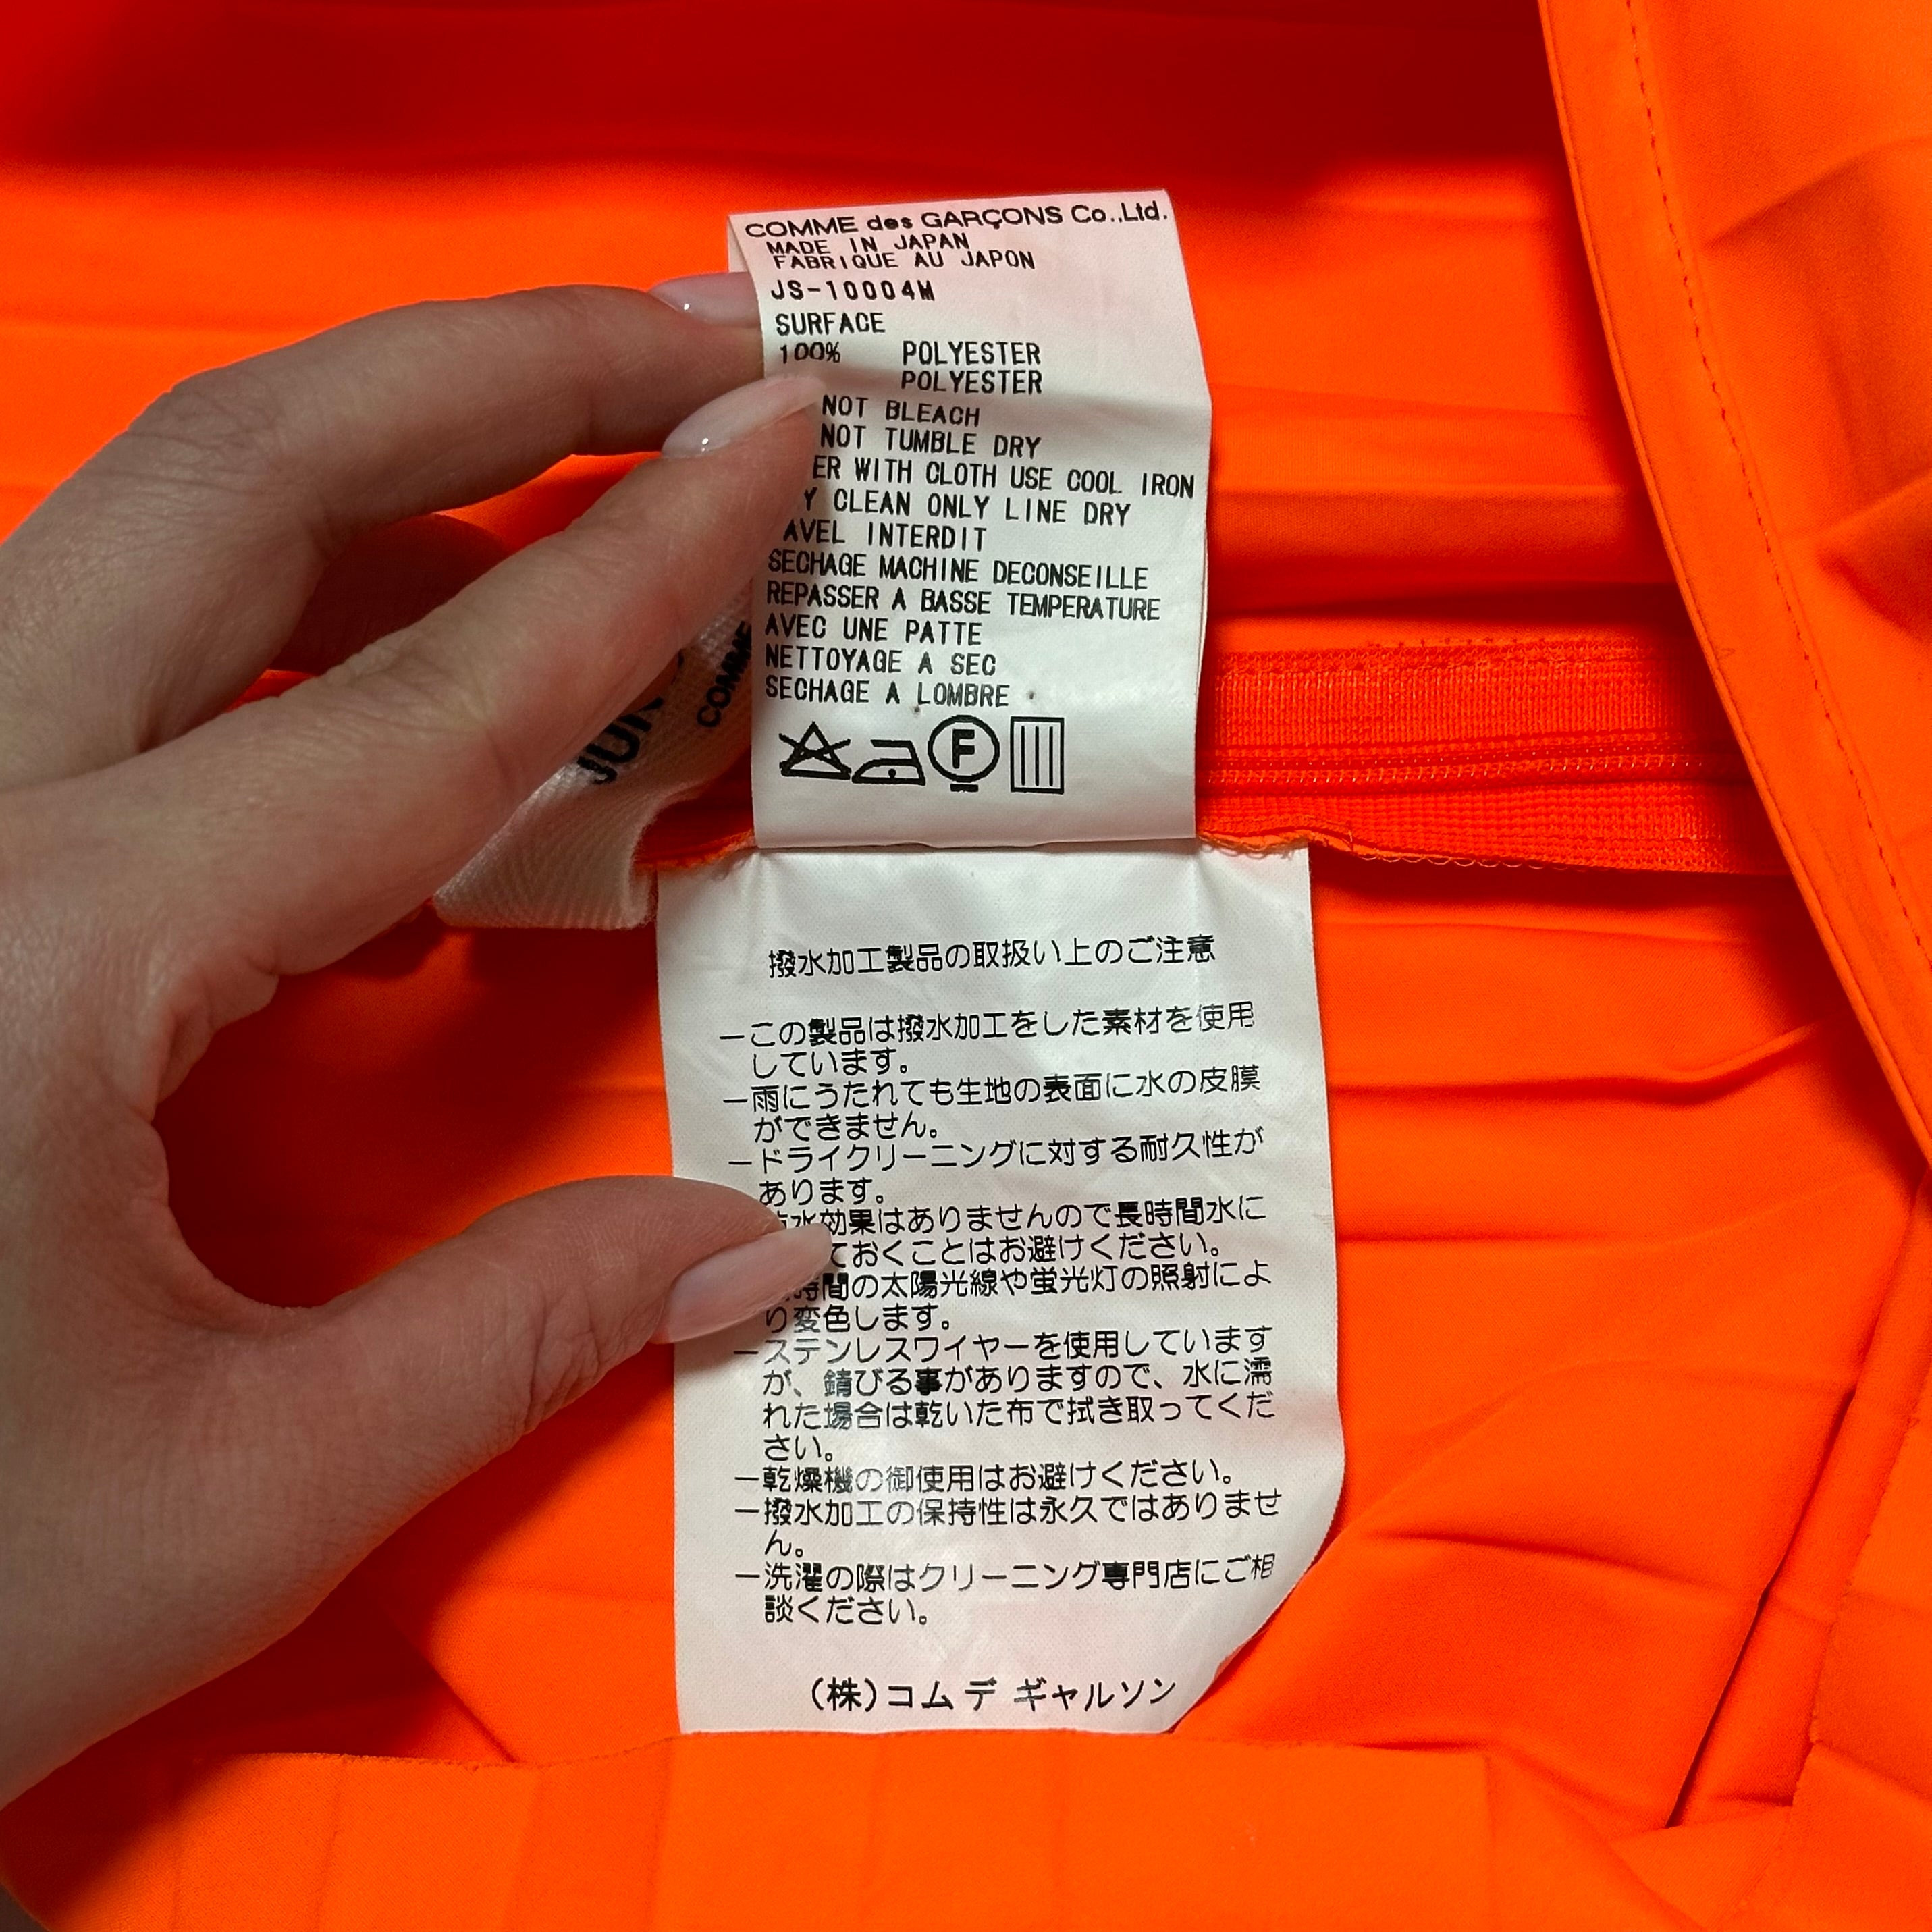 COMME des GARÇONS Co.,Ltd.
MADE IN JAPAN
FABRIQUE AU JAPON
JS-10004M
SURFACE
100% POLYESTER
POLYESTER
NOT BLEACH
NOT TUMBLE DRY
WITH CLOTH USE COOL IRON
CLEAN ONLY LINE DRY
INTERDIT
SECHAGE MACHINE DECONSEILLE
REPASSER A BASSE TEMPERATURE
AVEC UNE PATTE
NETTOYAGE A SEC
SECHAGE A LOMBRE
F
COMME
撥水加工製品の取扱い上のご注意
—この製品は撥水加工をした素材を使用
しています。
—雨にうたれても生地の表面に水の皮膜
ができません。
—ドライクリーニングに対する耐久性が
あります。
水効果はありませんので長時間水に
ておくことはお避けください。
時間の太陽光線や蛍光灯の照射によ
り変色します。
—ステンレスワイヤーを使用しています
が、錆びる事がありますので、水に濡
れた場合は乾いた布で拭き取ってくだ
さい。
—乾燥機の御使用はお避けください。
—撥水加工の保持性は永久ではありませ
ん。
—洗濯の際はクリーニング専門店にご相
談ください。
(株)コム デ ギャルソン